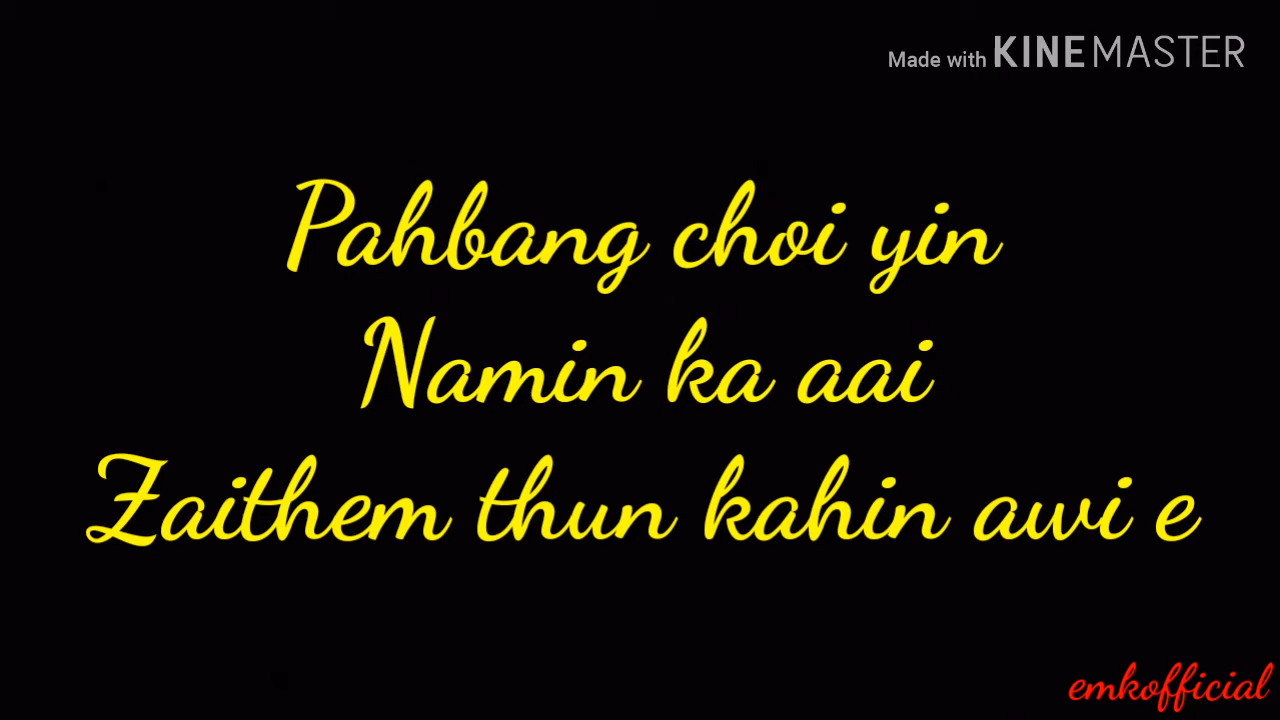 Made with KINEMASTER
Pahbang choi yin
Namin ka aai
Zaithem thun kahin awi e
emkofficial